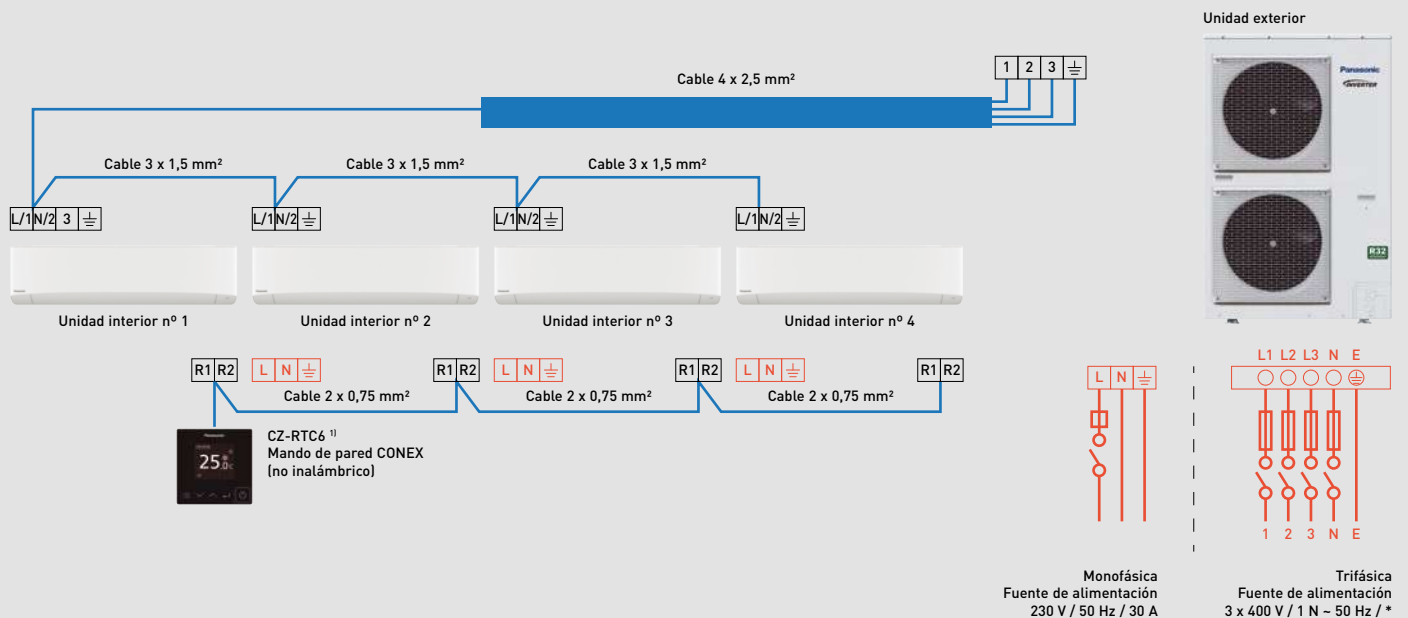 Unidad exterior
Panasonic
INVERTER
R32
Cable 4 x 2,5 mm²
1 2 3
Cable 3 x 1,5 mm²
Cable 3 x 1,5 mm²
Cable 3 x 1,5 mm²
L/1 N/2 3
L/1 N/2
L/1 N/2
L/1 N/2
Unidad interior nº 1
Unidad interior nº 2
Unidad interior nº 3
Unidad interior nº 4
R1 R2
L N
R1 R2
L N
R1 R2
L N
R1 R2
Cable 2 x 0,75 mm²
Cable 2 x 0,75 mm²
Cable 2 x 0,75 mm²
Panasonic
25.0c
CZ-RTC6 ¹⁾
Mando de pared CONEX
(no inalámbrico)
L N
L1 L2 L3 N E
1 2 3 N E
Monofásica
Fuente de alimentación
230 V / 50 Hz / 30 A
Trifásica
Fuente de alimentación
3 x 400 V / 1 N ~ 50 Hz / *